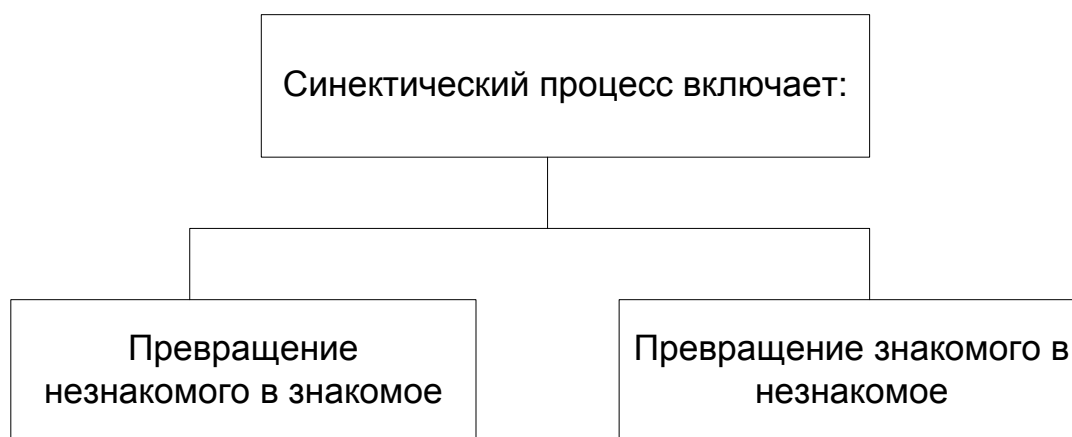 Синектический процесс включает:
Превращение
незнакомого в знакомое
Превращение знакомого в
незнакомое